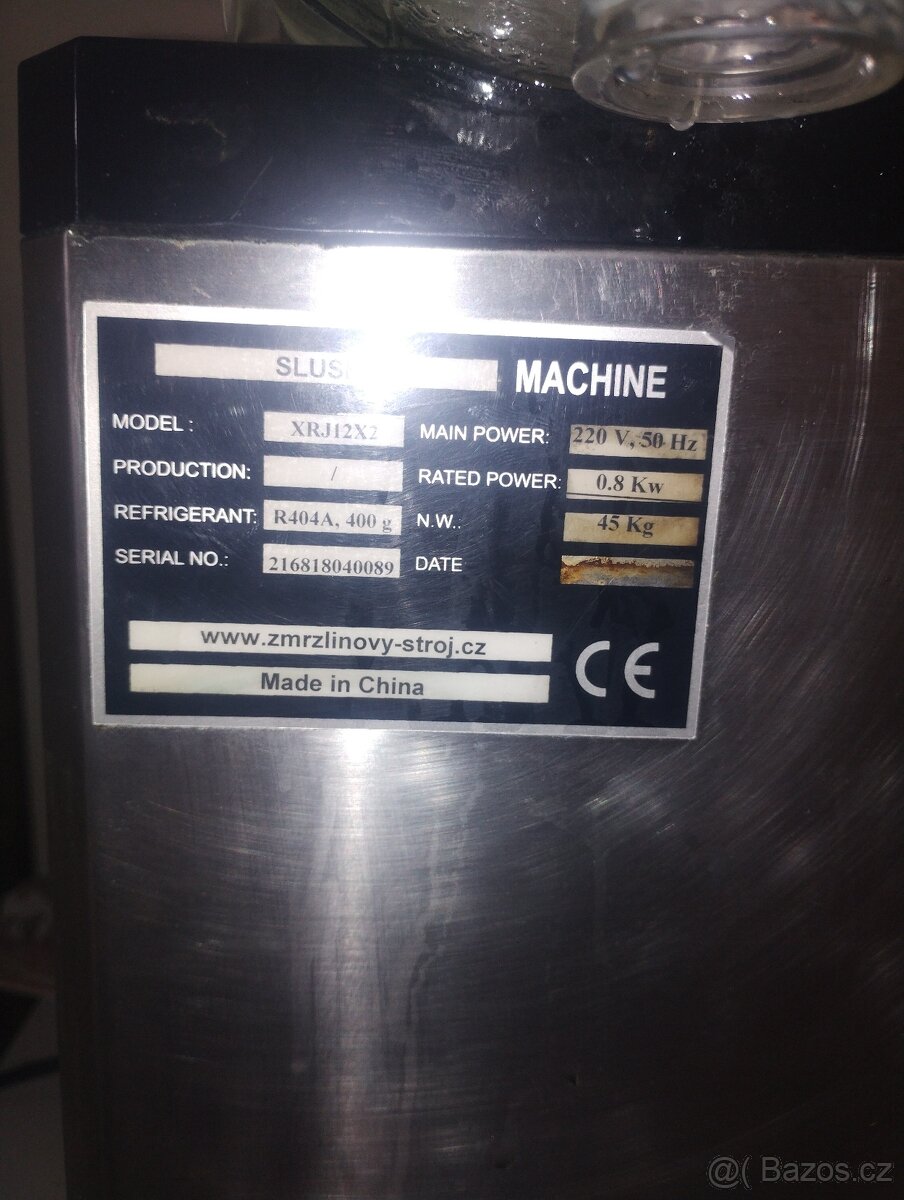 MACHINE
MODEL : XRJ12X2 MAIN POWER: 220 V, 50 Hz
PRODUCTION: / RATED POWER: 0.8 Kw
REFRIGERANT: R404A, 400 g N.W.: 45 Kg
SERIAL NO.: 216818040089 DATE
www.zmrzlinovy-stroj.cz
Made in China
CE
@( Bazos.cz